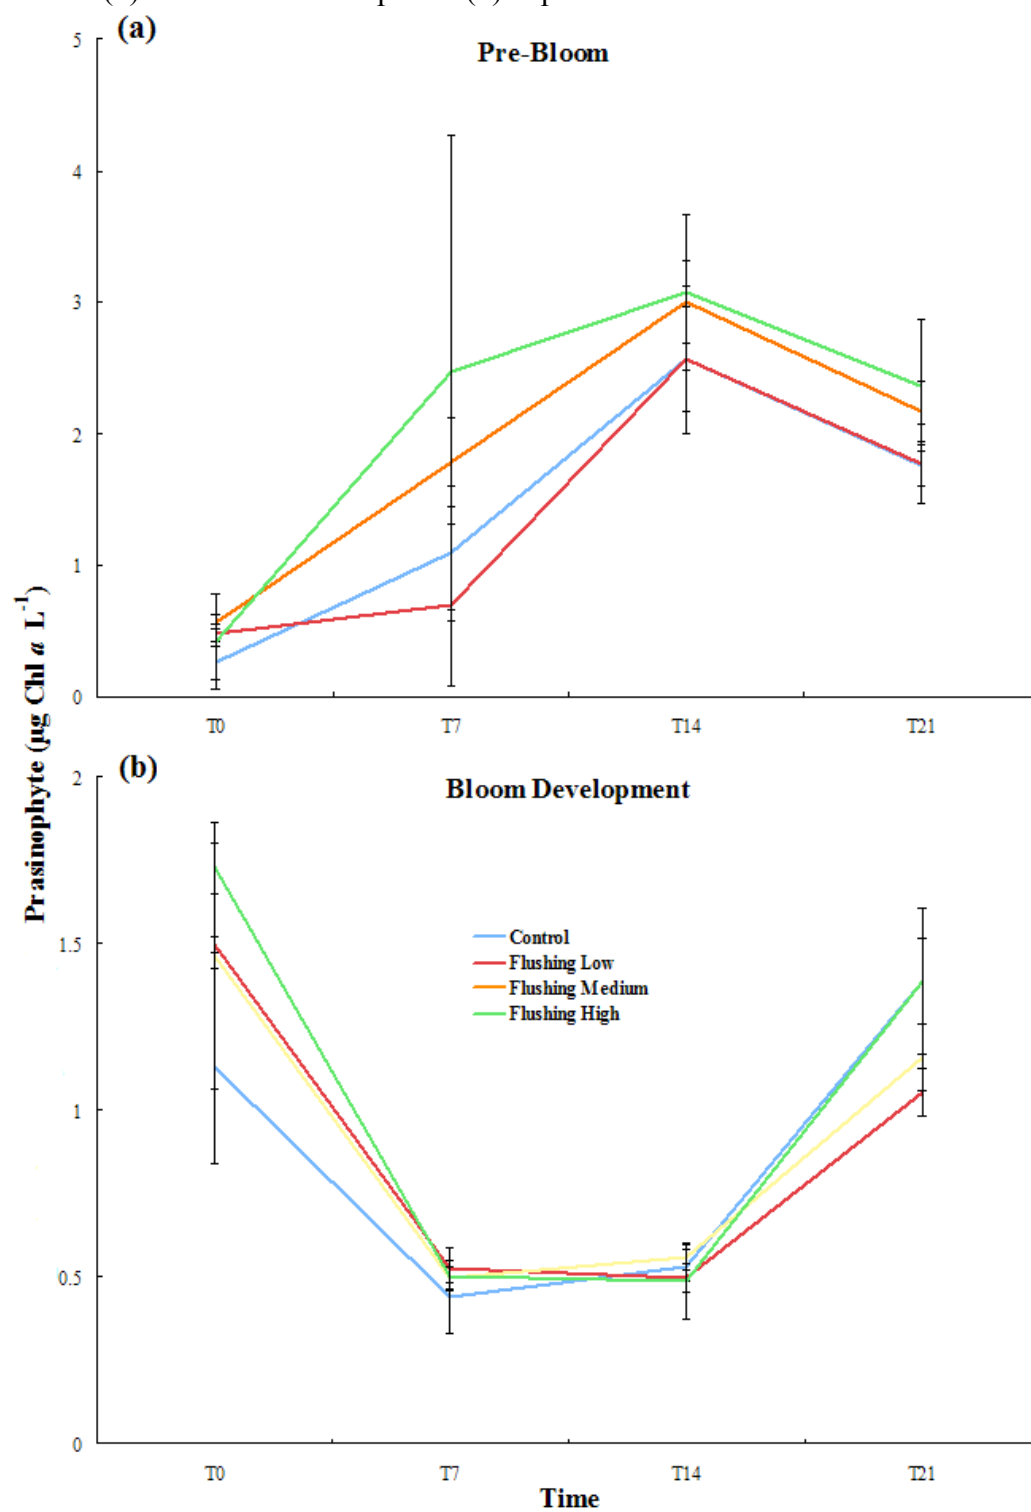 (a)
Pre-Bloom
5
4
3
2
1
0
T0 T7 T14 T21
Prasinophyte (µg Chl a L-1)
(b)
Bloom Development
2
1.5
1
0.5
0
Control
Flushing Low
Flushing Medium
Flushing High
T0 T7 T14 T21
Time